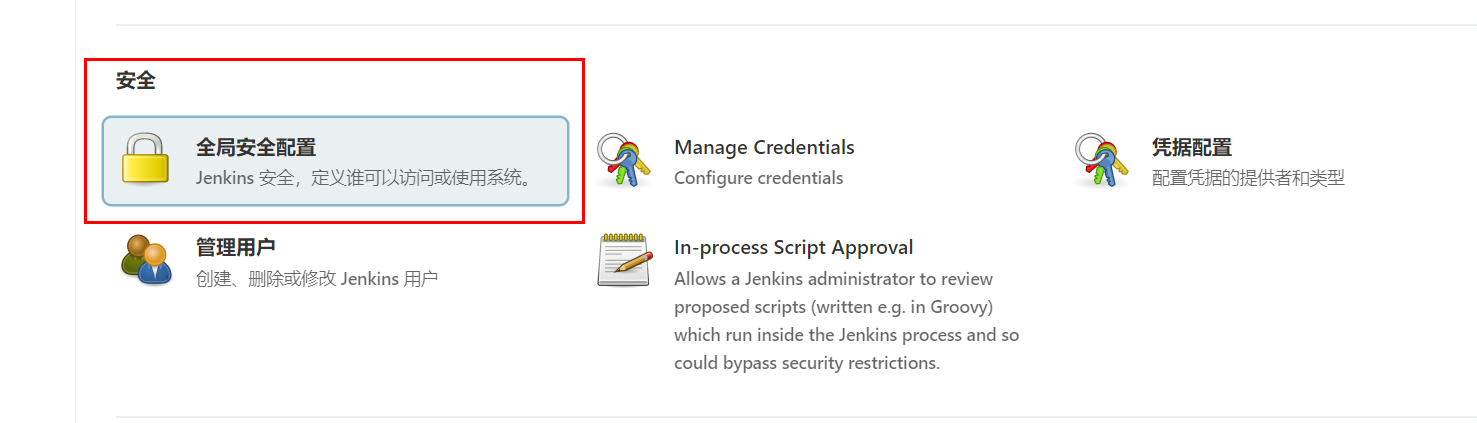 安全
全局安全配置
Jenkins 安全，定义谁可以访问或使用系统。
Manage Credentials
Configure credentials
凭据配置
配置凭据的提供者和类型
管理用户
创建、删除或修改 Jenkins 用户
In-process Script Approval
Allows a Jenkins administrator to review
proposed scripts (written e.g. in Groovy)
which run inside the Jenkins process and so
could bypass security restrictions.